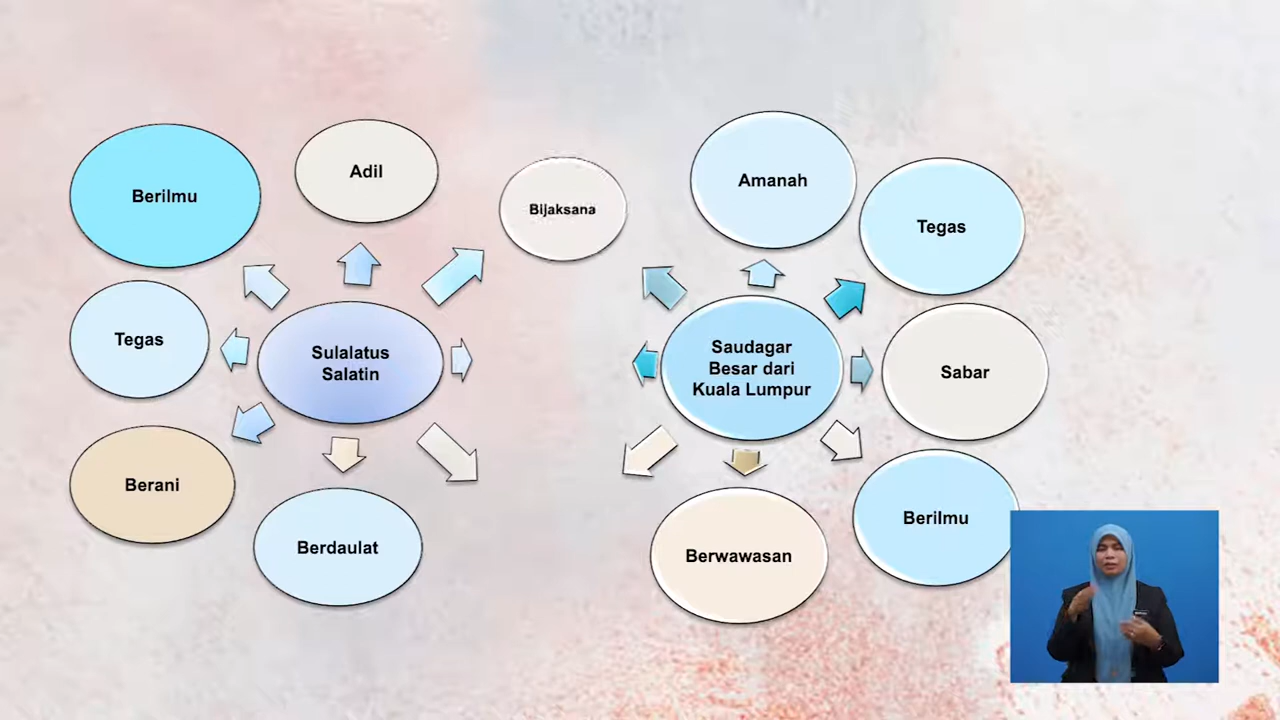 Berilmu
Adil
Bijaksana
Tegas
Sulalatus
Salatin
Berani
Berdaulat
Amanah
Tegas
Saudagar
Besar dari
Kuala Lumpur
Sabar
Berilmu
Berwawasan